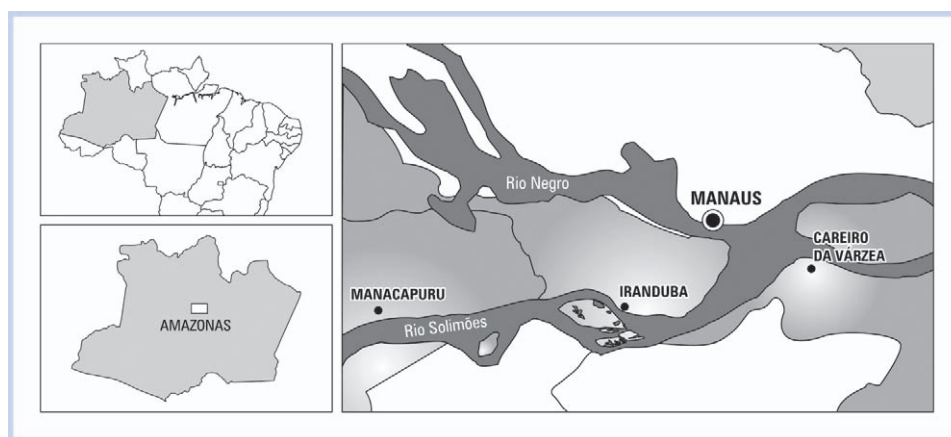 AMAZONAS
Rio Negro
MANAUS
CAREIRO
DA VÁRZEA
MANACAPURU
IRANDUBA
Rio Solimões